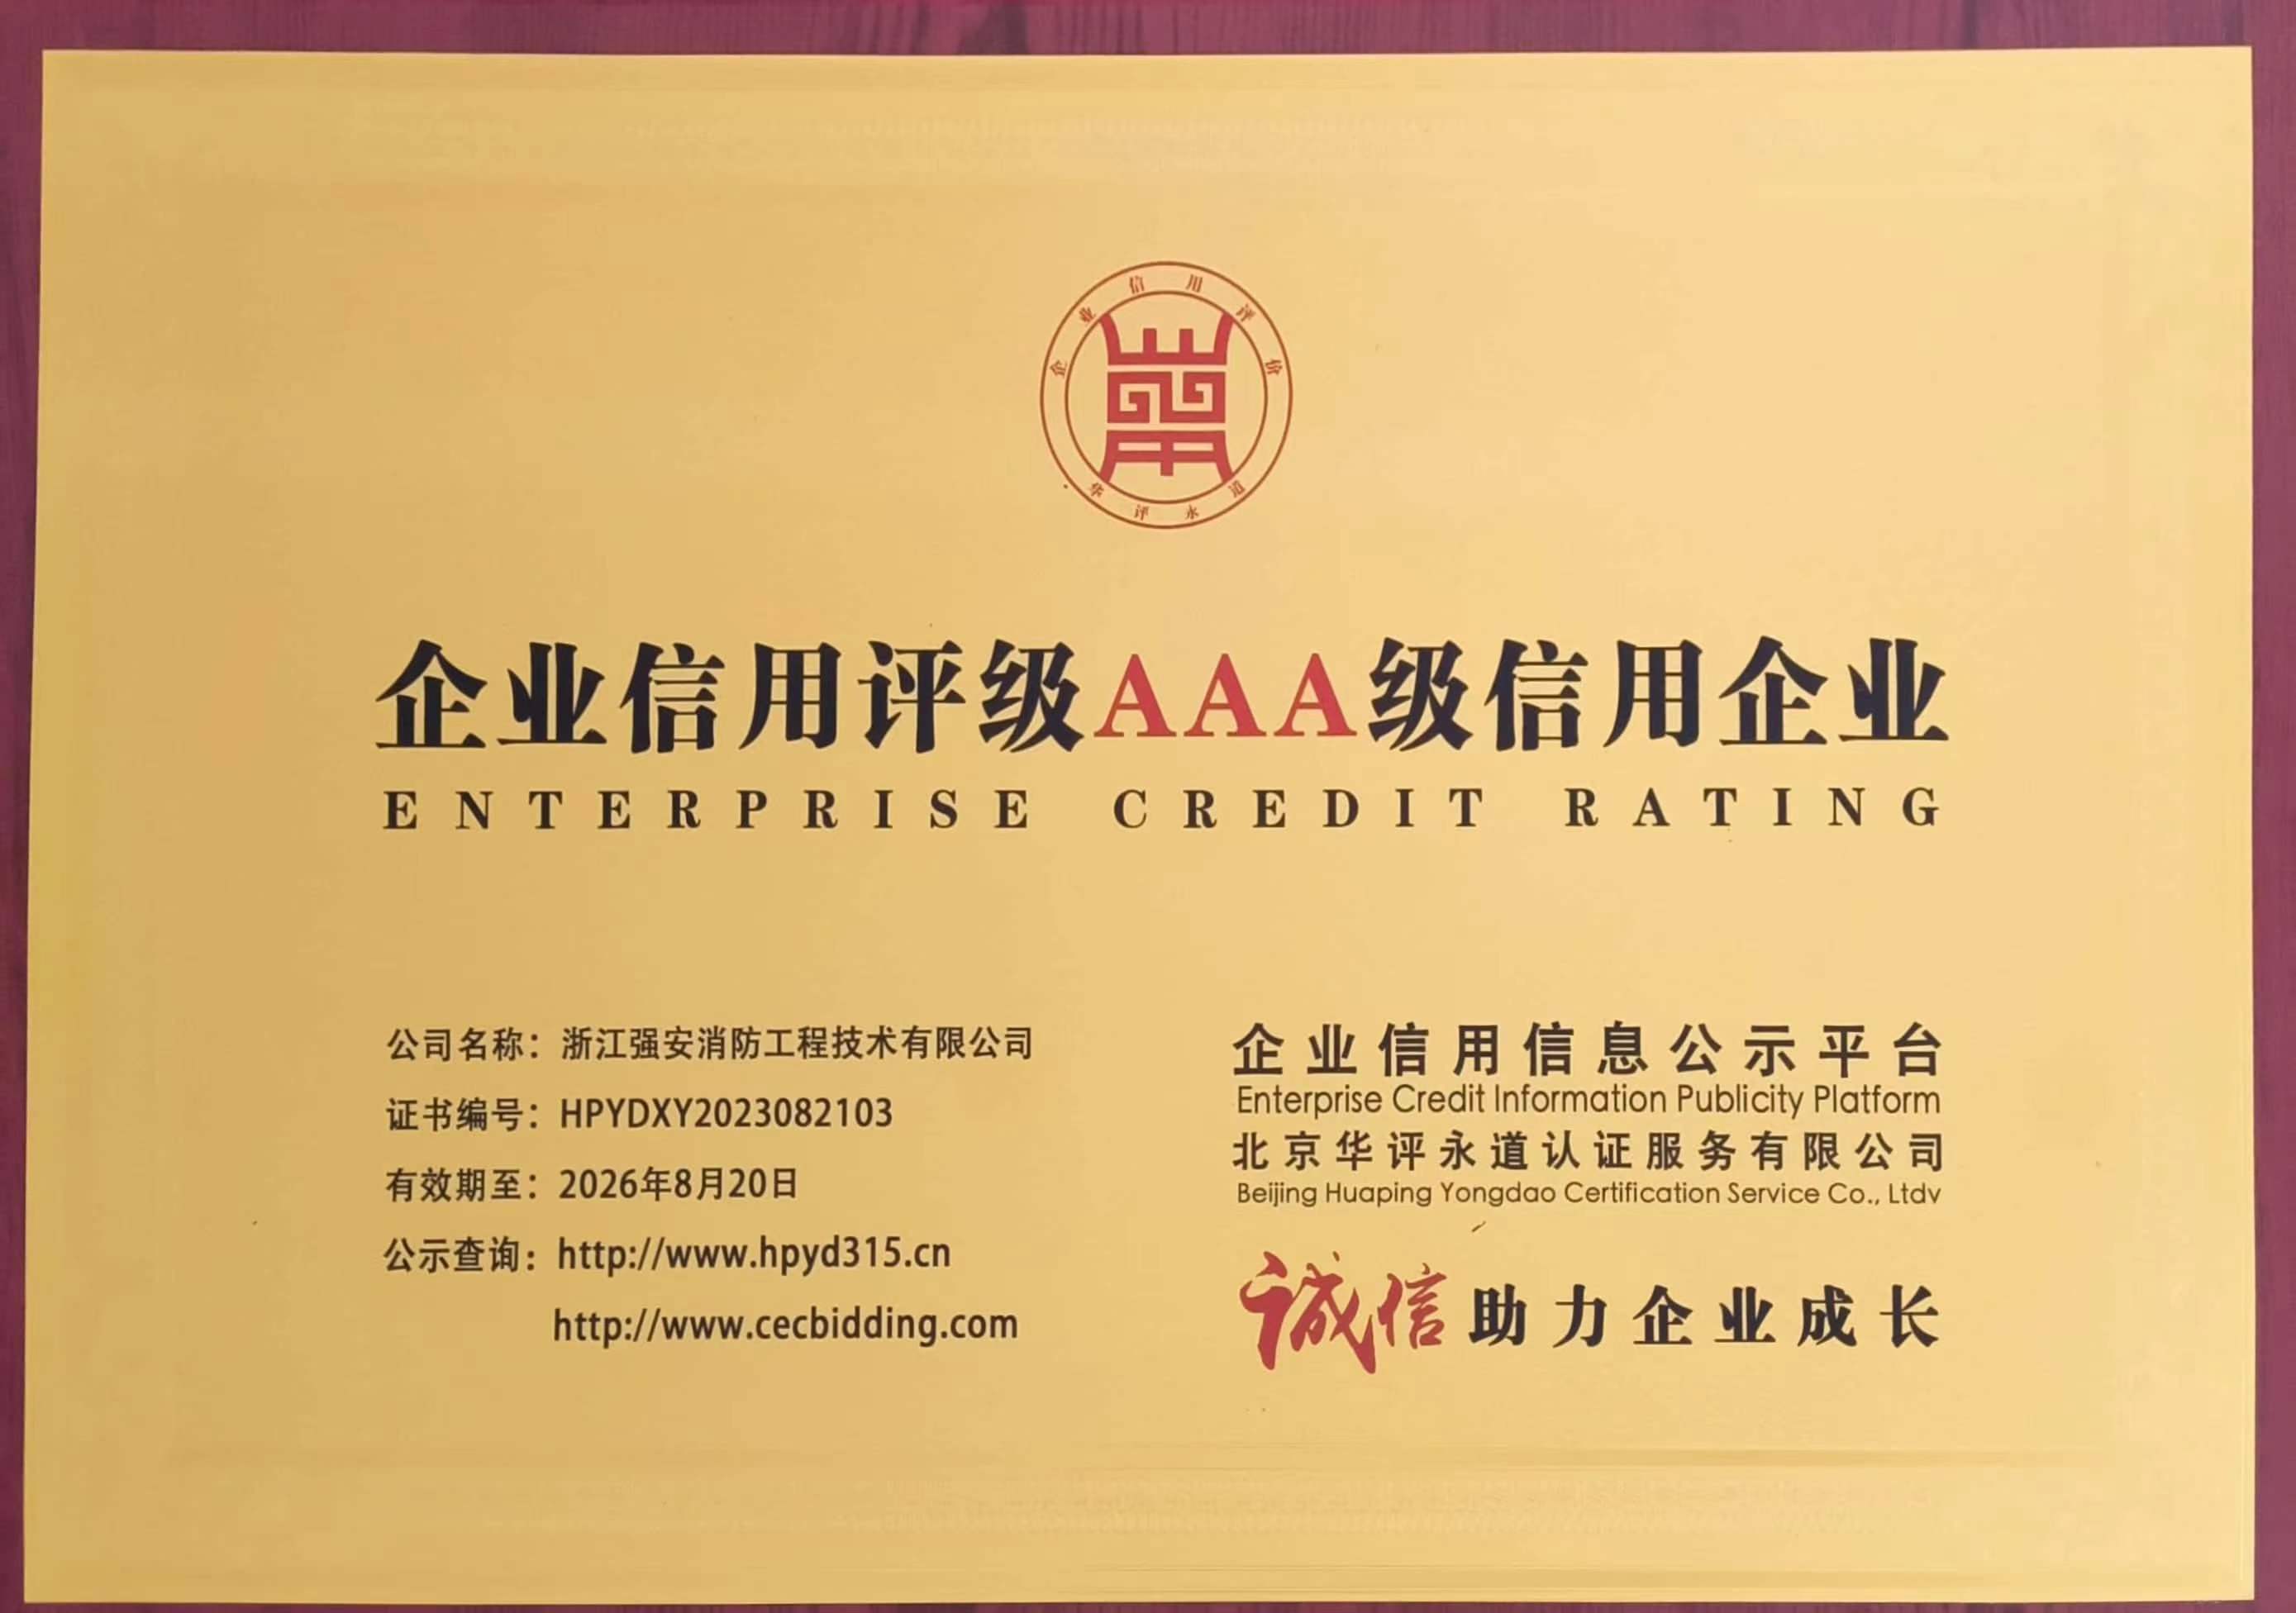 企业信用评价
华评永道
企业信用评级AAA级信用企业
ENTERPRISE CREDIT RATING
公司名称：浙江强安消防工程技术有限公司
证书编号：HPYDXY2023082103
有效期至：2026年8月20日
公示查询：http://www.hpyd315.cn
http://www.cecbidding.com
企业信用信息公示平台
Enterprise Credit Information Publicity Platform
北京华评永道认证服务有限公司
Beijing Huaping Yongdao Certification Service Co., Ltdv
诚信助力企业成长